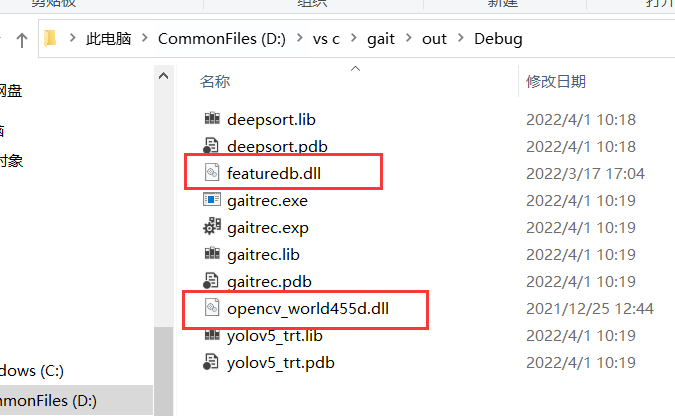 剪贴板 组织 新建 打开
此电脑 CommonFiles (D:) vs c gait out Debug
名称 修改日期
网盘
deepsort.lib 2022/4/1 10:18
deepsort.pdb 2022/4/1 10:18
对象
featuredb.dll 2022/3/17 17:04
gaitrec.exe 2022/4/1 10:19
gaitrec.exp 2022/4/1 10:19
gaitrec.lib 2022/4/1 10:19
gaitrec.pdb 2022/4/1 10:19
opencv_world455d.dll 2021/12/25 12:44
yolov5_trt.lib 2022/4/1 10:19
yolov5_trt.pdb 2022/4/1 10:19
dows (C:)
mmonFiles (D:)